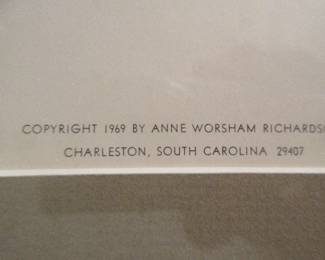 COPYRIGHT 1969 BY ANNE WORSHAM RICHARDS
CHARLESTON, SOUTH CAROLINA 29407